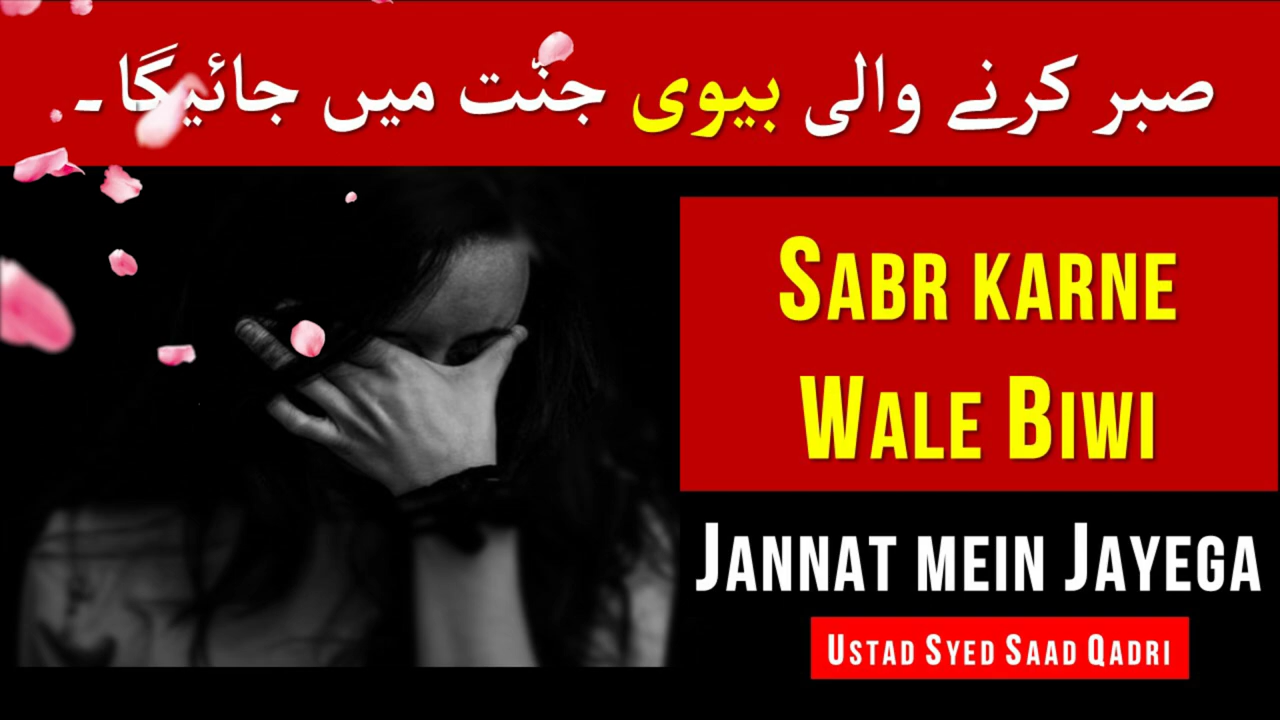 صبر کرنے والی بیوی جنّت میں جائیگا۔
SABR KARNE
WALE BIWI
JANNAT MEIN JAYEGA
USTAD SYED SAAD QADRI